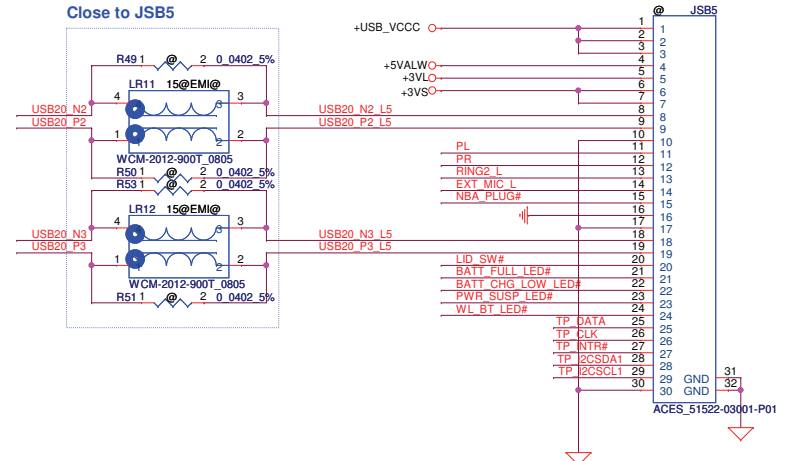 Close to JSB5
R49 1 @ 2 0_0402_5%
LR11 15@EMI@
4 3 3
USB20_N2
USB20_P2
1 2 2
WCM-2012-900T_0805
R50 1 @ 2 0_0402_5%
R53 1 @ 2 0_0402_5%
LR12 15@EMI@
4 3 3
USB20_N3
USB20_P3
1 2 2
WCM-2012-900T_0805
R51 1 @ 2 0_0402_5%
USB20_N2_L5
USB20_P2_L5
USB20_N3_L5
USB20_P3_L5
@ JSB5
+USB_VCCC 1 1
2 2
3 3
+5VALW 4 4
+3VL 5 5
+3VS 6 6
7 7
8 8
9 9
10 10
PL 11 11
PR 12 12
RING2_L 13 13
EXT_MIC_L 14 14
NBA_PLUG# 15 15
16 16
17 17
18 18
19 19
LID_SW# 20 20
BATT_FULL_LED# 21 21
BATT_CHG_LOW_LED# 22 22
PWR_SUSP_LED# 23 23
WL_BT_LED# 24 24
TP_DATA 25 25
TP_CLK 26 26
TP_INTR# 27 27
TP_I2CSDA1 28 28
TP_I2CSCL1 29 29 GND 31
30 30 GND 32
ACES_51522-03001-P01